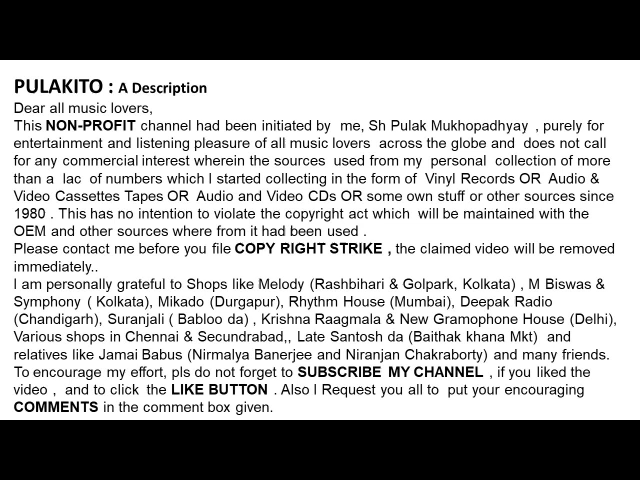 PULAKITO : A Description
Dear all music lovers,
This NON-PROFIT channel had been initiated by me, Sh Pulak Mukhopadhyay , purely for
entertainment and listening pleasure of all music lovers across the globe and does not call
for any commercial interest wherein the sources used from my personal collection of more
than a lac of numbers which I started collecting in the form of Vinyl Records OR Audio &
Video Cassettes Tapes OR Audio and Video CDs OR some own stuff or other sources since
1980 . This has no intention to violate the copyright act which will be maintained with the
OEM and other sources where from it had been used .
Please contact me before you file COPY RIGHT STRIKE , the claimed video will be removed
immediately..
I am personally grateful to Shops like Melody (Rashbihari & Golpark, Kolkata) , M Biswas &
Symphony ( Kolkata), Mikado (Durgapur), Rhythm House (Mumbai), Deepak Radio
(Chandigarh), Suranjali ( Babloo da) , Krishna Raagmala & New Gramophone House (Delhi),
Various shops in Chennai & Secundrabad,, Late Santosh da (Baithak khana Mkt) and
relatives like Jamai Babus (Nirmalya Banerjee and Niranjan Chakraborty) and many friends.
To encourage my effort, pls do not forget to SUBSCRIBE MY CHANNEL , if you liked the
video , and to click the LIKE BUTTON . Also I Request you all to put your encouraging
COMMENTS in the comment box given.